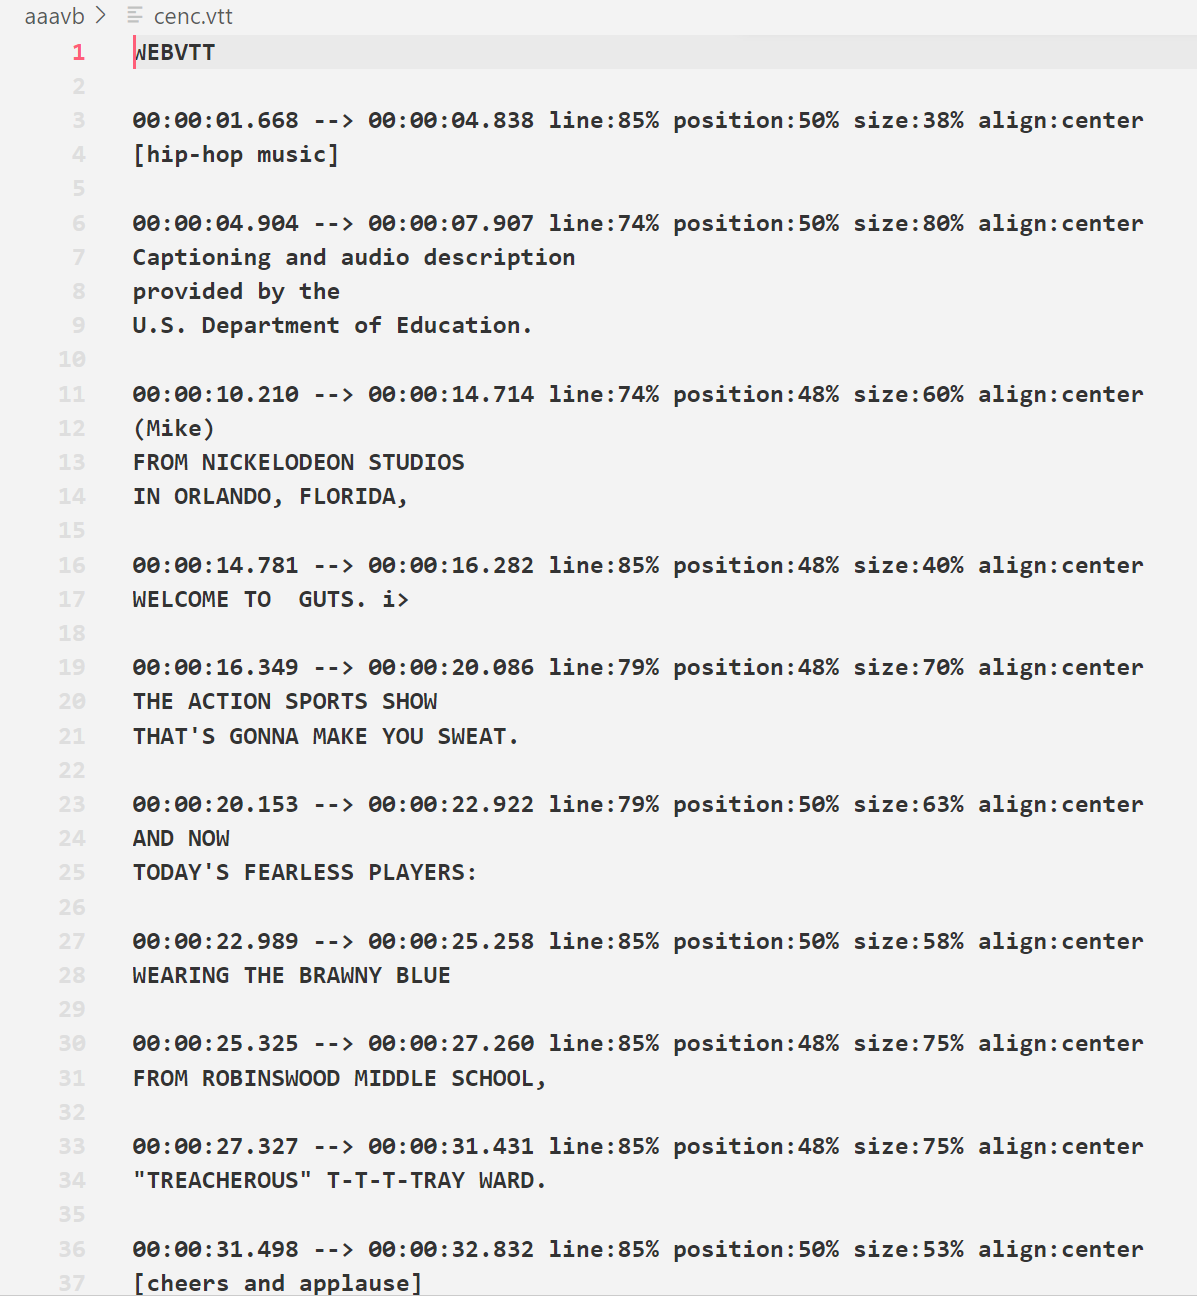 aaavb > cenc.vtt
1 WEBVTT
2
3 00:00:01.668 --> 00:00:04.838 line:85% position:50% size:38% align:center
4 [hip-hop music]
5
6 00:00:04.904 --> 00:00:07.907 line:74% position:50% size:80% align:center
7 Captioning and audio description
8 provided by the
9 U.S. Department of Education.
10
11 00:00:10.210 --> 00:00:14.714 line:74% position:48% size:60% align:center
12 (Mike)
13 FROM NICKELODEON STUDIOS
14 IN ORLANDO, FLORIDA,
15
16 00:00:14.781 --> 00:00:16.282 line:85% position:48% size:40% align:center
17 WELCOME TO  GUTS. i>
18
19 00:00:16.349 --> 00:00:20.086 line:79% position:48% size:70% align:center
20 THE ACTION SPORTS SHOW
21 THAT'S GONNA MAKE YOU SWEAT.
22
23 00:00:20.153 --> 00:00:22.922 line:79% position:50% size:63% align:center
24 AND NOW
25 TODAY'S FEARLESS PLAYERS:
26
27 00:00:22.989 --> 00:00:25.258 line:85% position:50% size:58% align:center
28 WEARING THE BRAWNY BLUE
29
30 00:00:25.325 --> 00:00:27.260 line:85% position:48% size:75% align:center
31 FROM ROBINSWOOD MIDDLE SCHOOL,
32
33 00:00:27.327 --> 00:00:31.431 line:85% position:48% size:75% align:center
34 "TREACHEROUS" T-T-T-TRAY WARD.
35
36 00:00:31.498 --> 00:00:32.832 line:85% position:50% size:53% align:center
37 [cheers and applause]